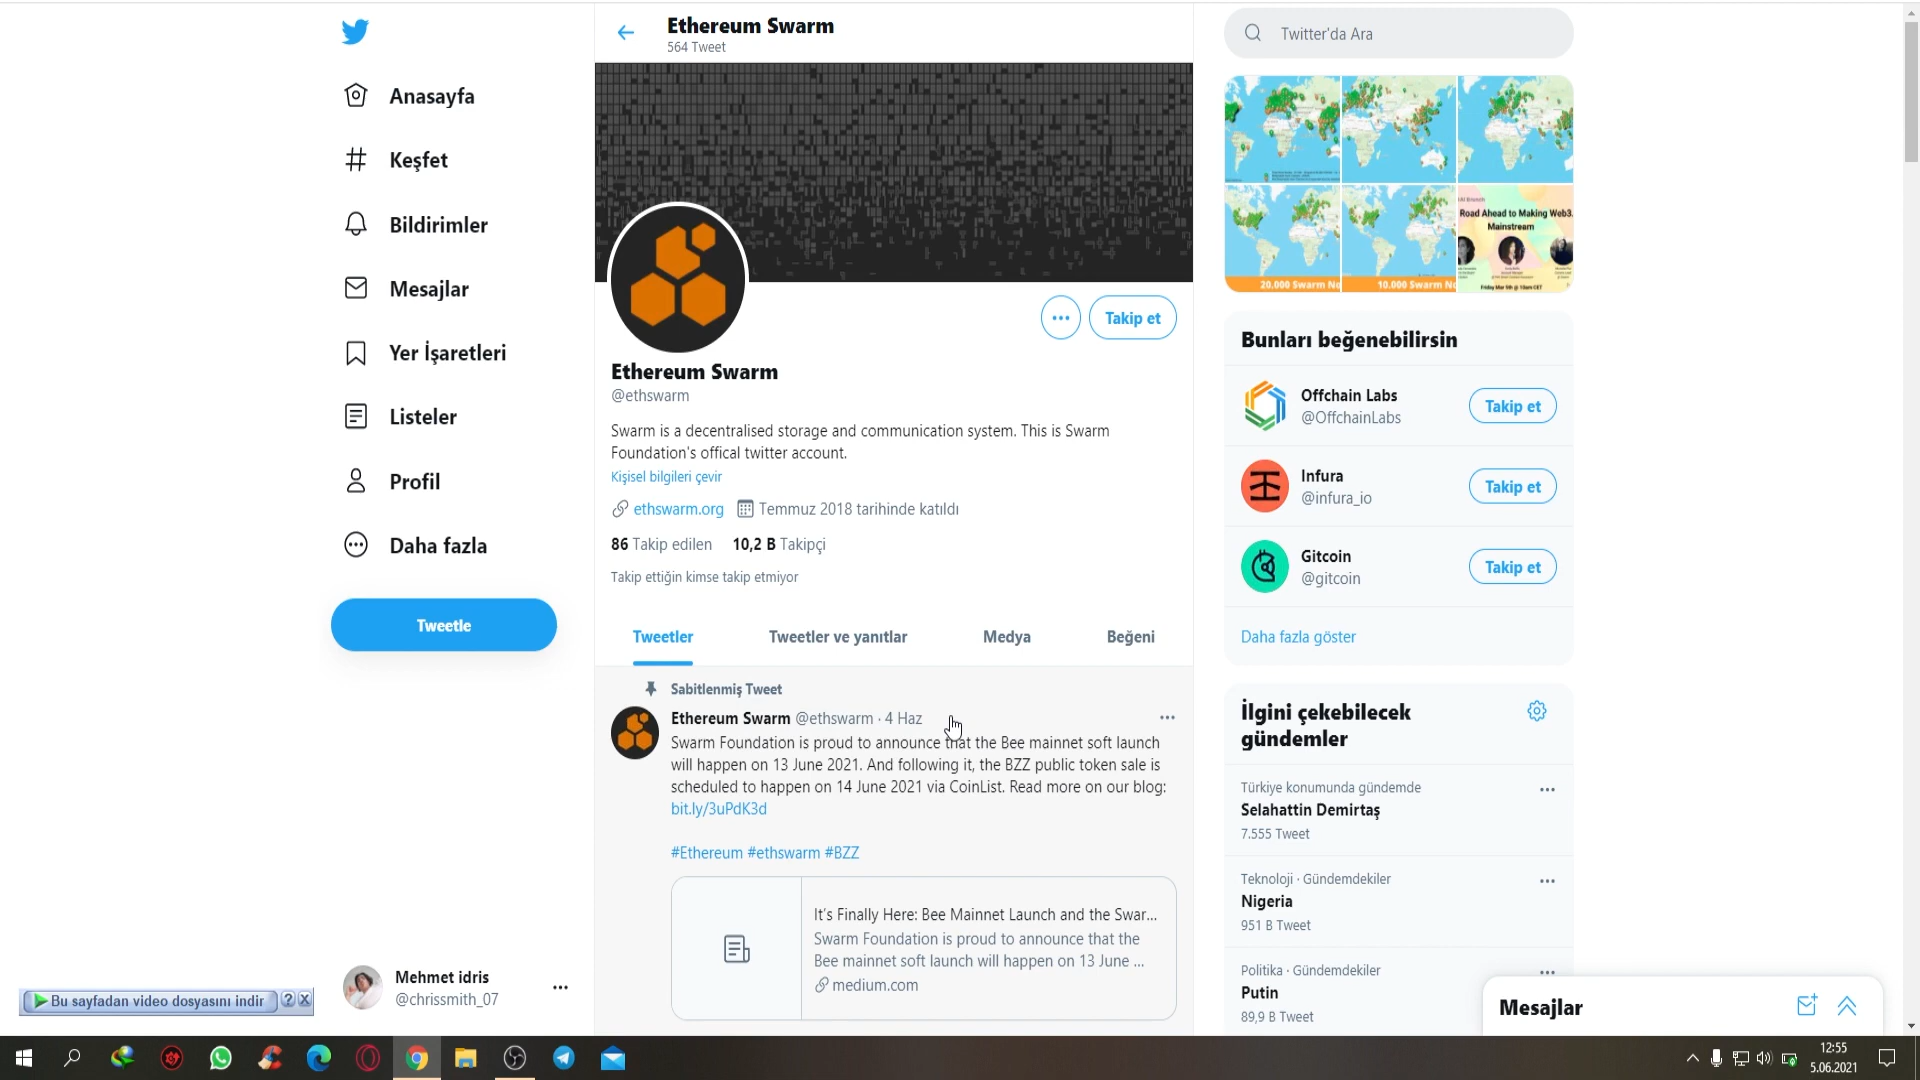 Ethereum Swarm
564 Tweet
Anasayfa
Keşfet
Bildirimler
Mesajlar
Yer İşaretleri
Listeler
Profil
Daha fazla
Tweetle
Mehmet idris
@chrissmith_07
Bu sayfadan video dosyasını indir ? X
Takip et
Ethereum Swarm
@ethswarm
Swarm is a decentralised storage and communication system. This is Swarm
Foundation's offical twitter account.
Kişisel bilgileri çevir
ethswarm.org Temmuz 2018 tarihinde katıldı
86 Takip edilen 10,2 B Takipçi
Takip ettiğin kimse takip etmiyor
Tweetler Tweetler ve yanıtlar Medya Beğeni
Sabitlenmiş Tweet
Ethereum Swarm @ethswarm · 4 Haz
Swarm Foundation is proud to announce that the Bee mainnet soft launch
will happen on 13 June 2021. And following it, the BZZ public token sale is
scheduled to happen on 14 June 2021 via CoinList. Read more on our blog:
bit.ly/3uPdK3d
#Ethereum #ethswarm #BZZ
It's Finally Here: Bee Mainnet Launch and the Swar...
Swarm Foundation is proud to announce that the
Bee mainnet soft launch will happen on 13 June ...
medium.com
Twitter'da Ara
Road Ahead to Making Web3.
Mainstream
Friday Mar 5th @ 10am CET
20.000 Swarm No
10.000 Swarm No
Bunları beğenebilirsin
Offchain Labs
@OffchainLabs
Takip et
Infura
@infura_io
Takip et
Gitcoin
@gitcoin
Takip et
Daha fazla göster
İlgini çekebilecek
gündemler
Türkiye konumunda gündemde
Selahattin Demirtaş
7.555 Tweet
Teknoloji · Gündemdekiler
Nigeria
951 B Tweet
Politika · Gündemdekiler
Putin
89,9 B Tweet
Mesajlar
12:55
5.06.2021